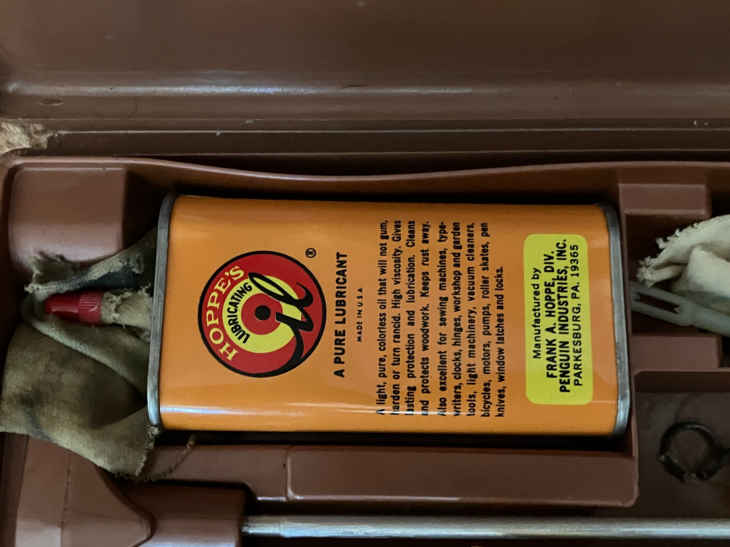 HOPPE'S
LUBRICATING
Oil
®
A PURE LUBRICANT
MADE IN U.S.A
A light, pure, colorless oil that will not gum,
harden or turn rancid. High viscosity. Gives
lasting protection and lubrication. Cleans
and protects woodwork. Keeps rust away.
Also excellent for sewing machines, type-
writers, clocks, hinges, workshop and garden
tools, light machinery, vacuum cleaners,
bicycles, motors, pumps, roller skates, pen
knives, window latches and locks.
Manufactured by
FRANK A. HOPPE DIV.
PENGUIN INDUSTRIES, INC.
PARKESBURG, PA. 19365